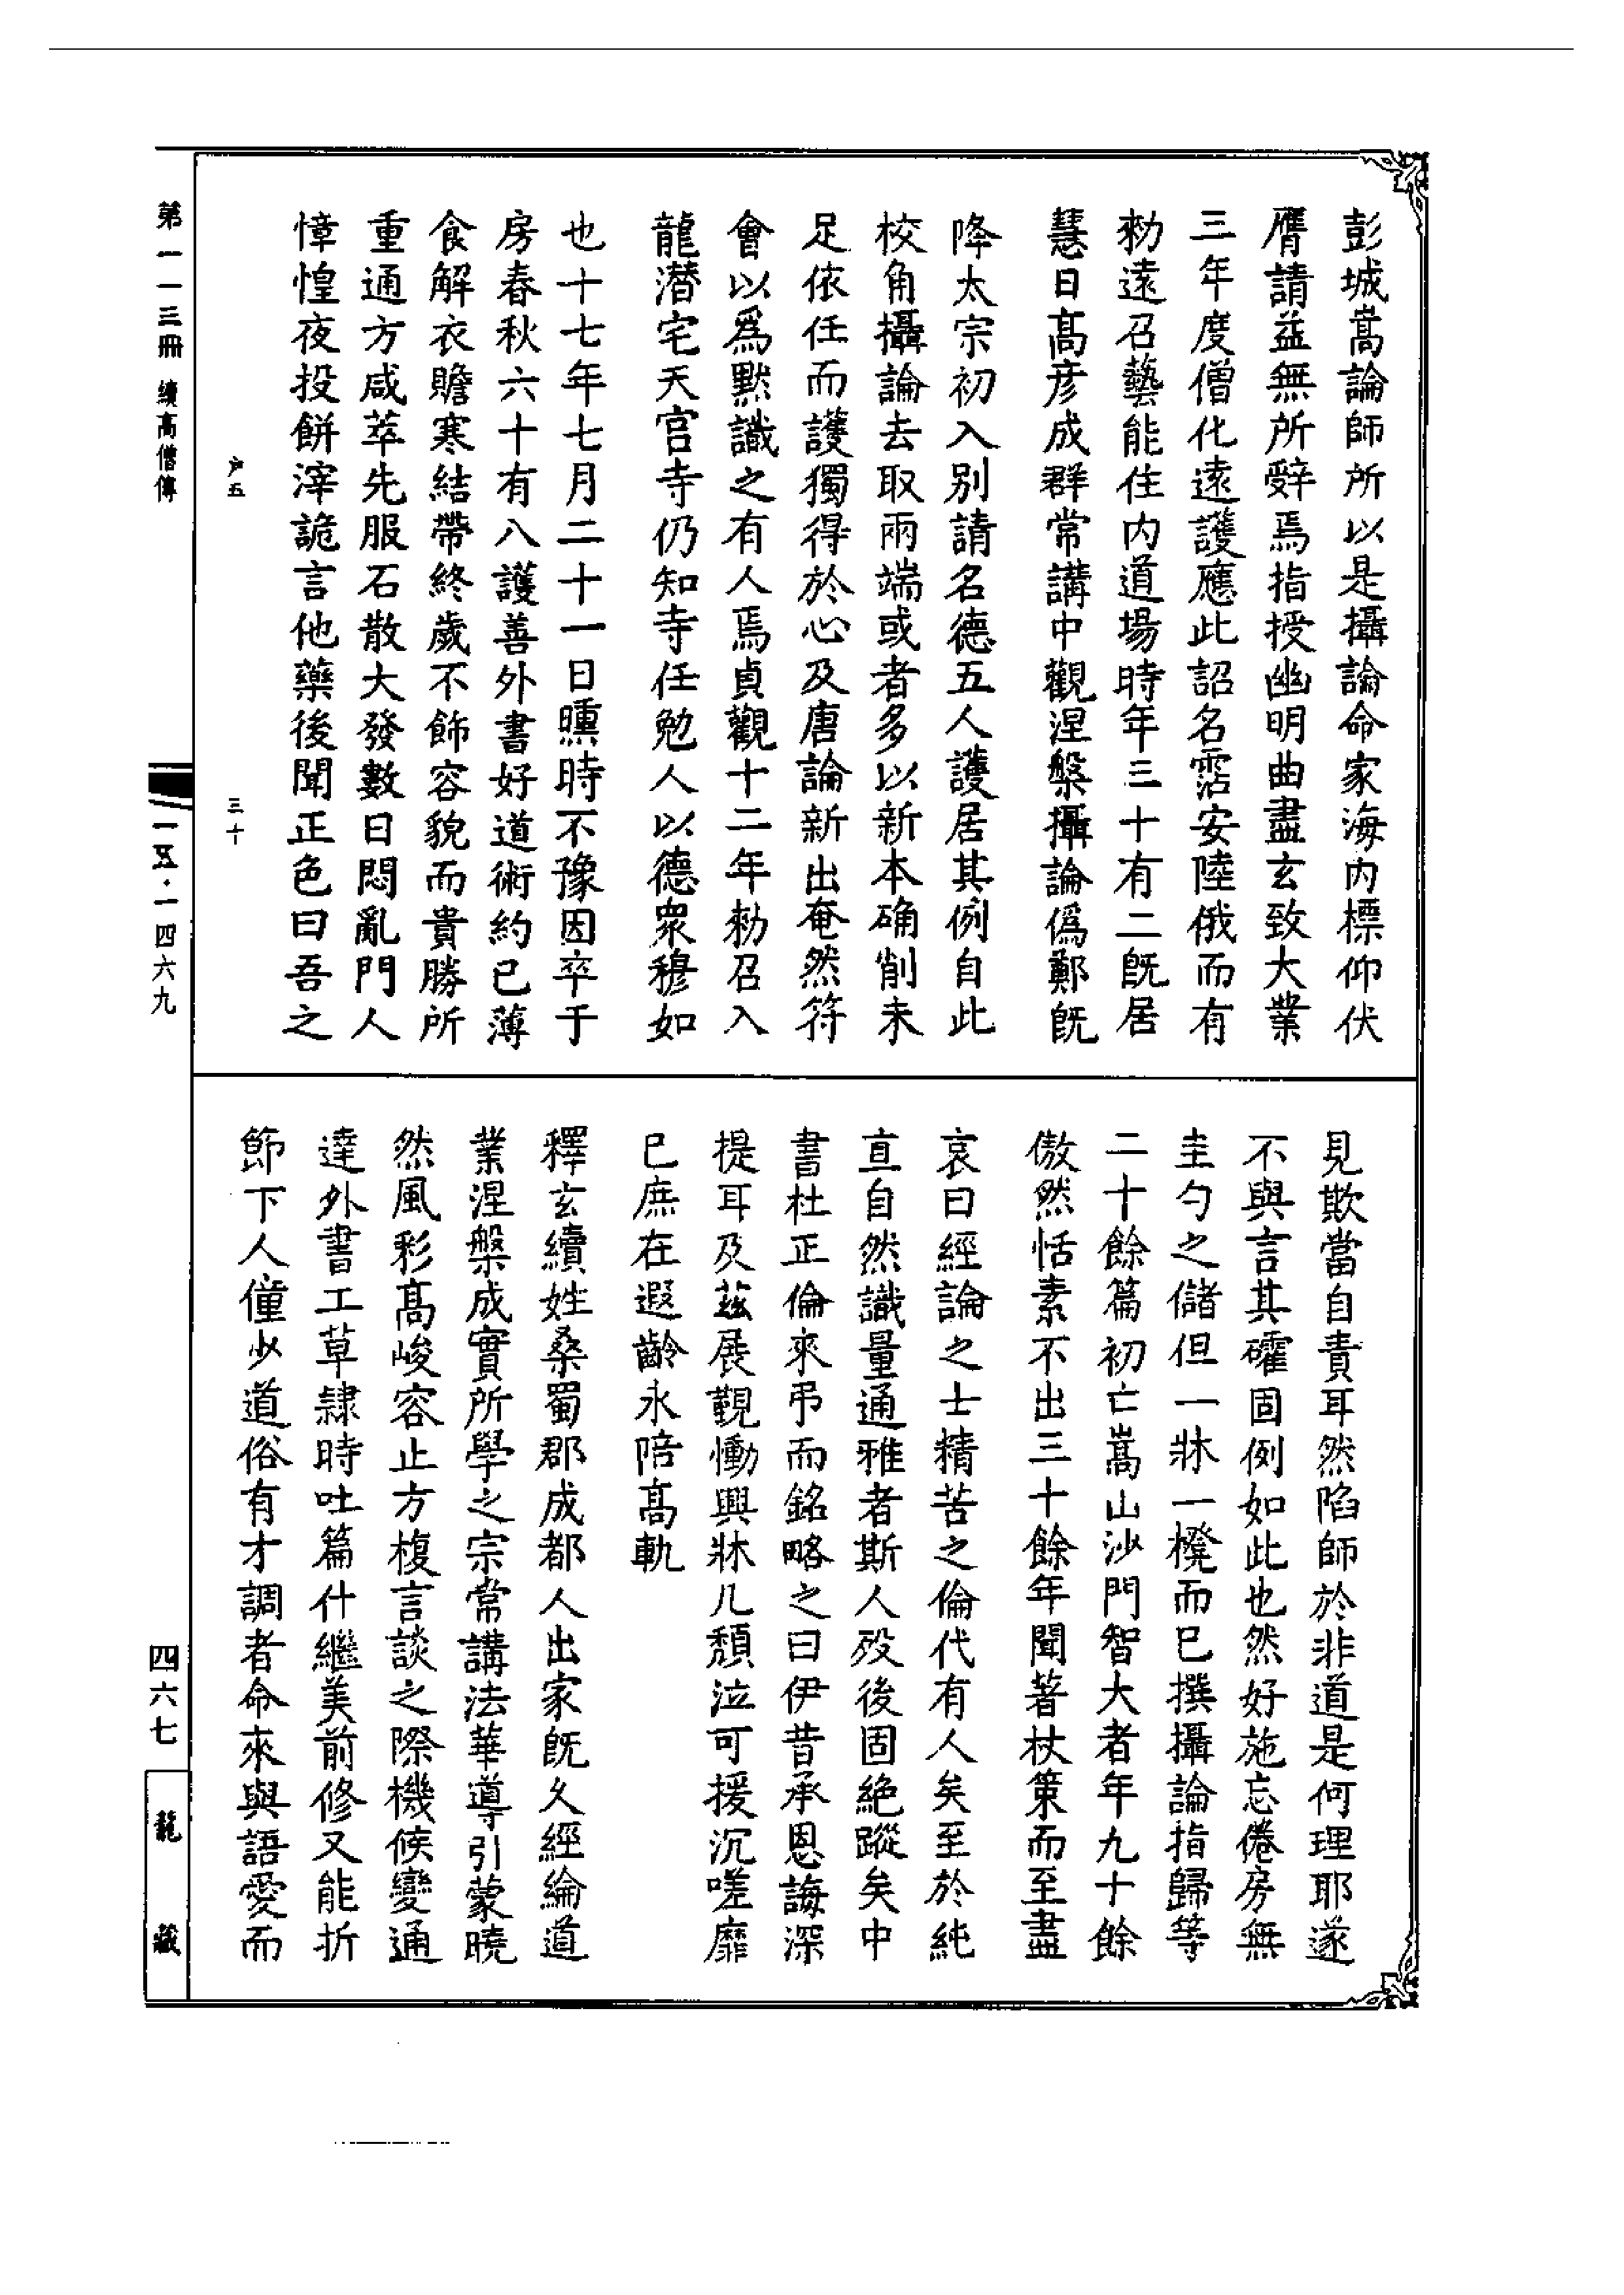 彭城嵩論師所以是攝論命家海内標仰伏
膺請益無所辭焉指授幽明曲盡玄致大業
三年度僧化遠護應此詔名霑安陸俄而有
勑遠召藝能住内道場時年三十有二旣居
慧日高彦成群常講中觀涅槃攝論僞鄭旣
降太宗初入別請名德五人護居其例自此
校角攝論去取兩端或者多以新本确削未
足依任而護獨得於心及唐論新出奄然符
會以爲默識之有人焉貞觀十二年勑召入
龍潛宅天宮寺仍知寺任勉人以德衆穆如
也十七年七月二十一日曛時不豫因卒于
房春秋六十有八護善外書好道術約己薄
食解衣贍寒結帶終歲不飾容貌而貴勝所
重通方咸萃先服石散大發數日悶亂門人
慞惶夜投餅滓詭言他藥後聞正色曰吾之
户五
三十
見欺當自責耳然陷師於非道是何理耶遂
不與言其確固例如此也然好施忘倦房無
圭勺之儲但一牀一櫈而已撰攝論指歸等
二十餘篇初亡嵩山沙門智大者年九十餘
傲然恬素不出三十餘年聞著杖策而至盡
哀曰經論之士精苦之倫代有人矣至於純
直自然識量通雅者斯人歿後固絶蹤矣中
書杜正倫來弔而銘略之曰伊昔承恩誨深
提耳及茲展覲慟興牀几頽泣可援沉嗟靡
已庶在遐齡永陪高軌
釋玄續姓桑蜀郡成都人出家旣久經綸道
業涅槃成實所學之宗常講法華導引蒙曉
然風彩高峻容止方複言談之際機候變通
達外書工草隸時吐篇什繼美前修又能折
節下人僮少道俗有才調者命來與語愛而
第一一三冊 續高僧傳
一五·一四六九
四六七
龍藏